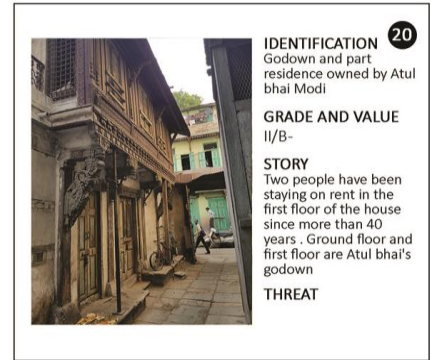 IDENTIFICATION 20
Godown and part
residence owned by Atul
bhai Modi
GRADE AND VALUE
II/B-
STORY
Two people have been
staying on rent in the
first floor of the house
since more than 40
years . Ground floor and
first floor are Atul bhai's
godown
THREAT